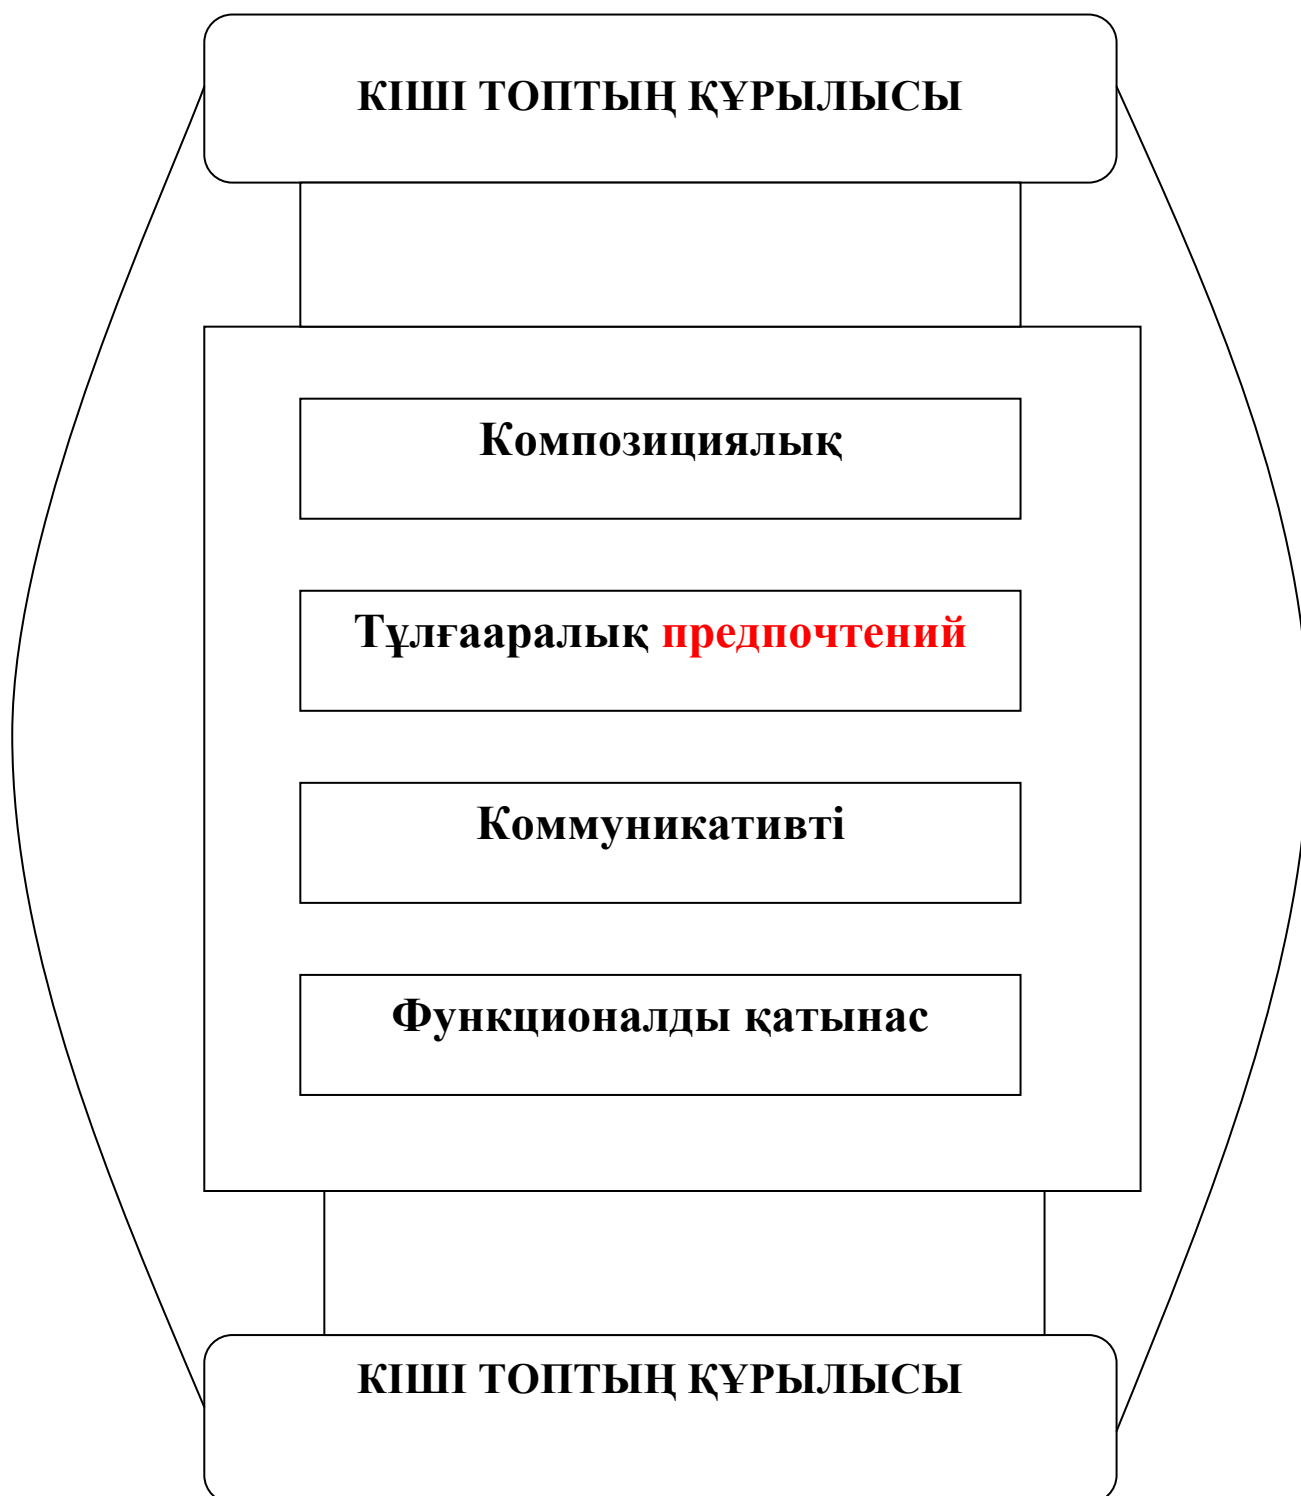 КІШІ ТОПТЫҢ ҚҰРЫЛЫСЫ
Композициялық
Тұлғааралық предпочтений
Коммуникативті
Функционалды қатынас
КІШІ ТОПТЫҢ ҚҰРЫЛЫСЫ